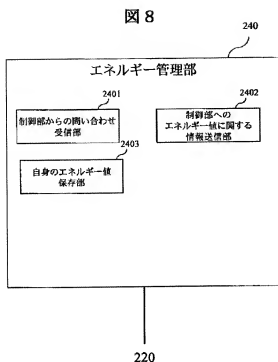 図8
240
エネルギー管理部
2401
制御部からの問い合わせ
受信部
2402
制御部への
エネルギー値に関する
情報送信部
2403
自身のエネルギー値
保存部
220